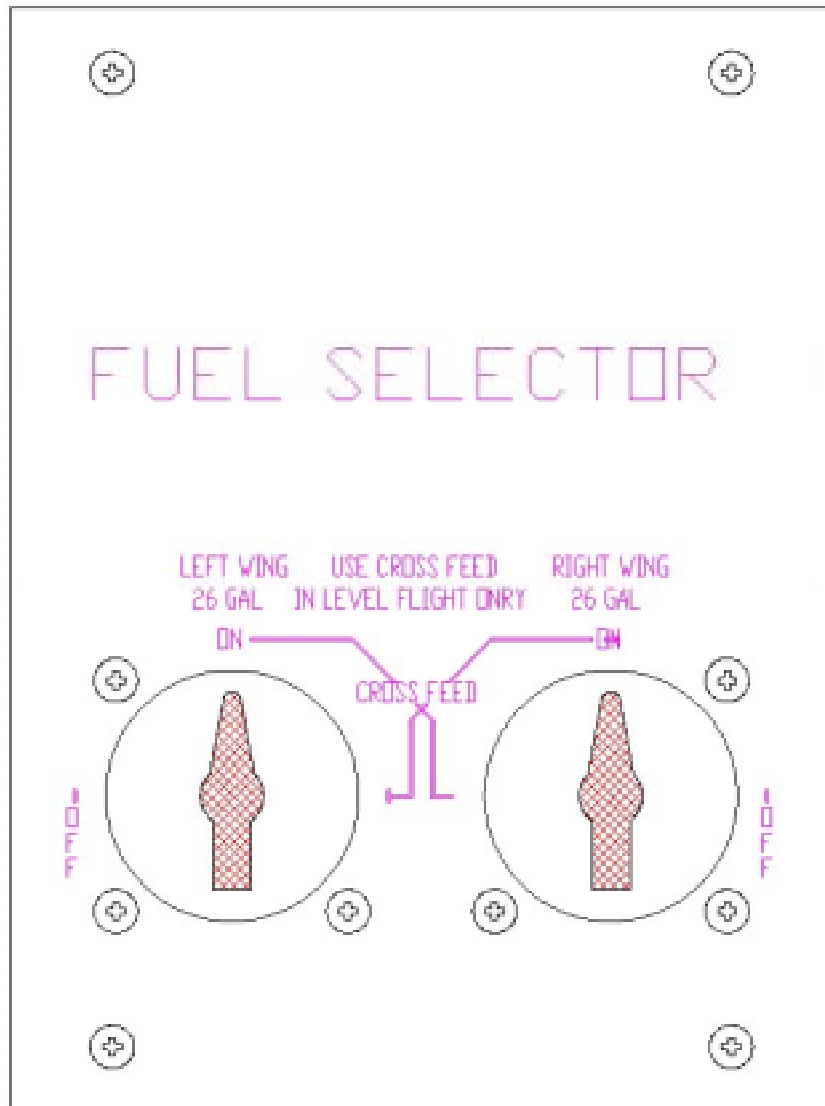 FUEL SELECTOR
LEFT WING
26 GAL
USE CROSS FEED
IN LEVEL FLIGHT ONRY
RIGHT WING
26 GAL
ON
ON
CROSS FEED
OFF
OFF